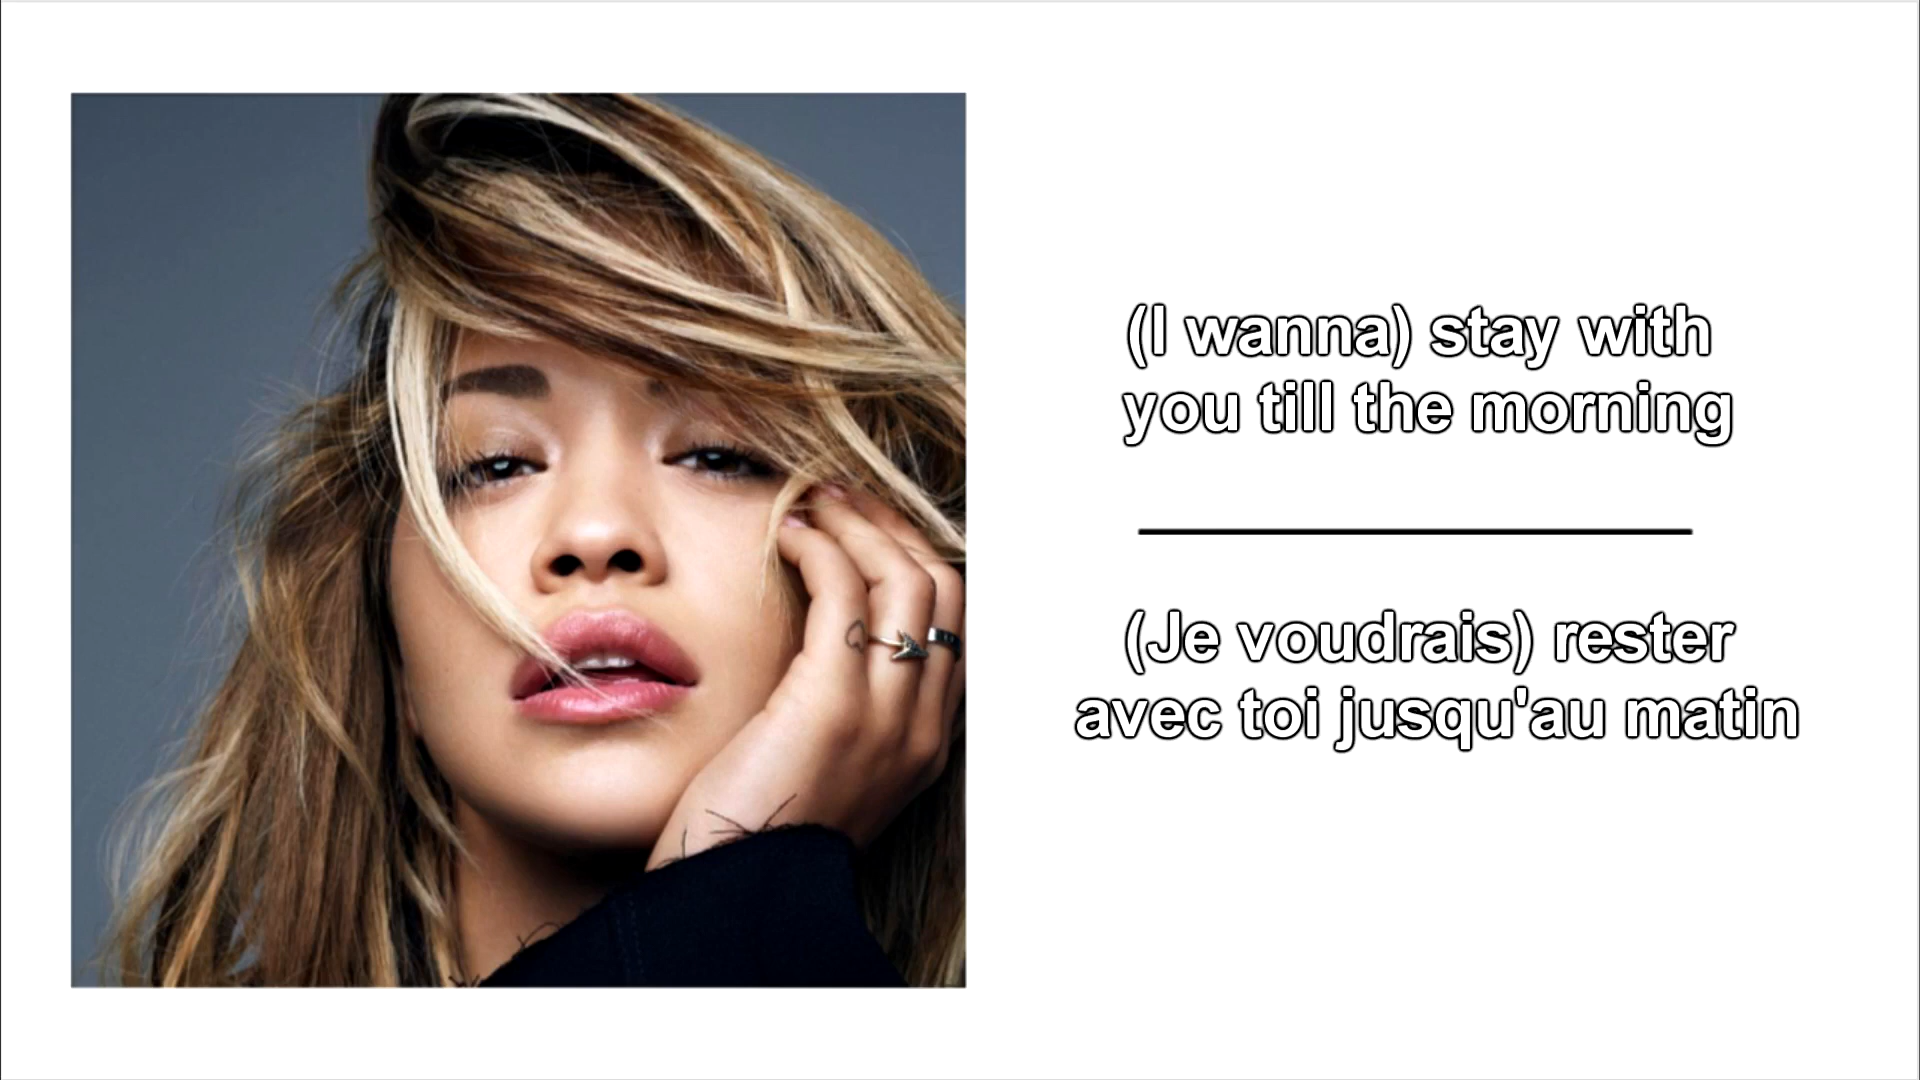 (I wanna) stay with
you till the morning
(Je voudrais) rester
avec toi jusqu'au matin